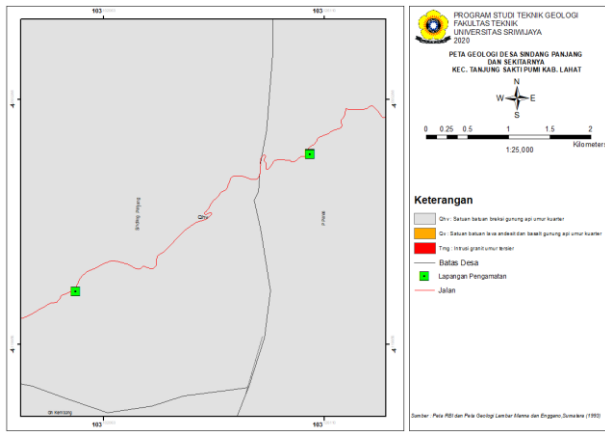 103
103
4
4
Qhv
4
4
103
103
PROGRAM STUDI TEKNIK GEOLOGI
FAKULTAS TEKNIK
UNIVERSITAS SRIWIJAYA
2020
PETA GEOLOGI DESA SINDANG PANJANG
DAN SEKITARNYA
KEC. TANJUNG SAKTI PUMI KAB. LAHAT
N
W E
S
0 0.25 0.5 1 1.5 2
Kilometers
1:25,000
Keterangan
Qhv : Satuan batuan breksi gunung api umur kuarter
Qv : Satuan batuan lava andesit dan basalt gunung api umur kuarter
Tmg : Intrusi granit umur tersier
Batas Desa
Lapangan Pengamatan
Jalan
Sumber : Peta RBI dan Peta Geologi Lembar Manna dan Enggano, Sumatera (1993)